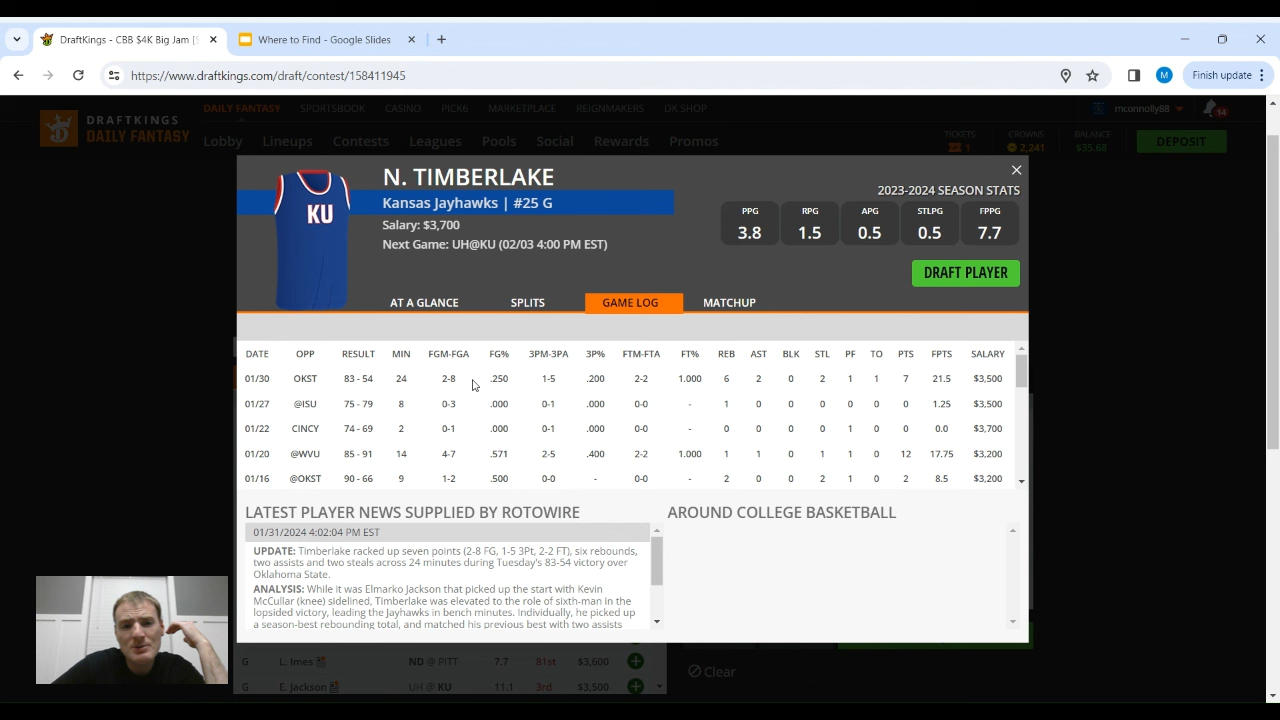 DraftKings - CBB $4K Big Jam [
Where to Find - Google Slides
https://www.draftkings.com/draft/contest/158411945
M
Finish update
DAILY FANTASY SPORTSBOOK CASINO PICK6 MARKETPLACE REIGNMAKERS DK SHOP
mconnolly88
14
DRAFTKINGS
DAILY FANTASY
Lobby Lineups Contests Leagues Pools Social Rewards Promos
TICKETS
1
CROWNS
2,241
BALANCE
$35.68
DEPOSIT
KU
N. TIMBERLAKE
Kansas Jayhawks | #25 G
Salary: $3,700
Next Game: UH@KU (02/03 4:00 PM EST)
2023-2024 SEASON STATS
PPG RPG APG STLPG FPPG
3.8 1.5 0.5 0.5 7.7
DRAFT PLAYER
AT A GLANCE SPLITS GAME LOG MATCHUP
DATE OPP RESULT MIN FGM-FGA FG% 3PM-3PA 3P% FTM-FTA FT% REB AST BLK STL PF TO PTS FPTS SALARY
01/30 OKST 83 - 54 24 2-8 .250 1-5 .200 2-2 1.000 6 2 0 2 1 1 7 21.5 $3,500
01/27 @ISU 75 - 79 8 0-3 .000 0-1 .000 0-0 - 1 0 0 0 0 0 0 1.25 $3,500
01/22 CINCY 74 - 69 2 0-1 .000 0-1 .000 0-0 - 0 0 0 0 1 0 0 0.0 $3,700
01/20 @WVU 85 - 91 14 4-7 .571 2-5 .400 2-2 1.000 1 1 0 1 1 0 12 17.75 $3,200
01/16 @OKST 90 - 66 9 1-2 .500 0-0 - 0-0 - 2 0 0 2 1 0 2 8.5 $3,200
LATEST PLAYER NEWS SUPPLIED BY ROTOWIRE
01/31/2024 4:02:04 PM EST
UPDATE: Timberlake racked up seven points (2-8 FG, 1-5 3Pt, 2-2 FT), six rebounds,
two assists and two steals across 24 minutes during Tuesday's 83-54 victory over
Oklahoma State.
ANALYSIS: While it was Elmarko Jackson that picked up the start with Kevin
McCullar (knee) sidelined, Timberlake was elevated to the role of sixth-man in the
lopsided victory, leading the Jayhawks in bench minutes. Individually, he picked up
a season-best rebounding total, and matched his previous best with two assists
AROUND COLLEGE BASKETBALL
G L. Imes ND @ PITT 7.7 81st $3,600
G E. Jackson UH @ KU 11.1 3rd $3,500
Clear